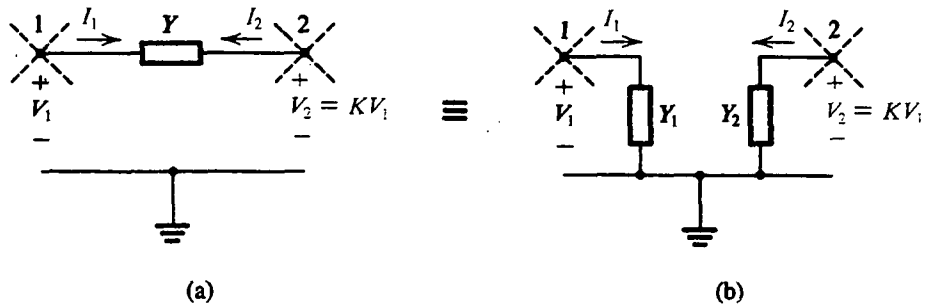 1 I₁ Y I₂ 2
+ +
V₁ V₂ = KV₁
− −
≡
(a)
1 I₁ I₂ 2
+ +
V₁ Y₁ Y₂ V₂ = KV₁
− −
(b)